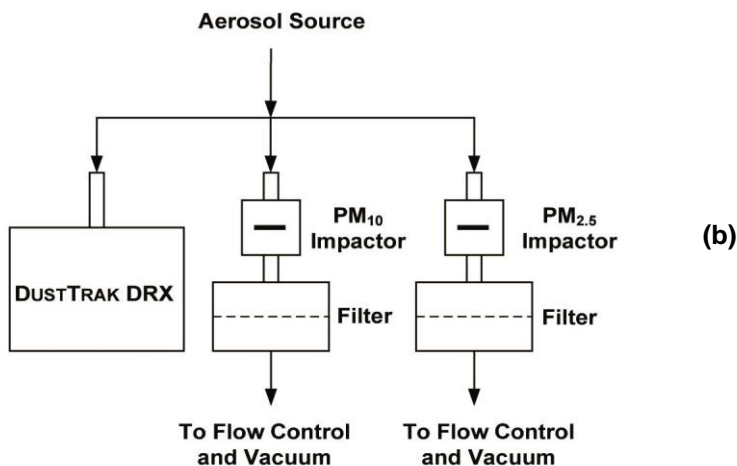 Aerosol Source
PM₁₀
Impactor
PM₂.₅
Impactor
(b)
DUSTTRAK DRX
Filter
Filter
To Flow Control
and Vacuum
To Flow Control
and Vacuum